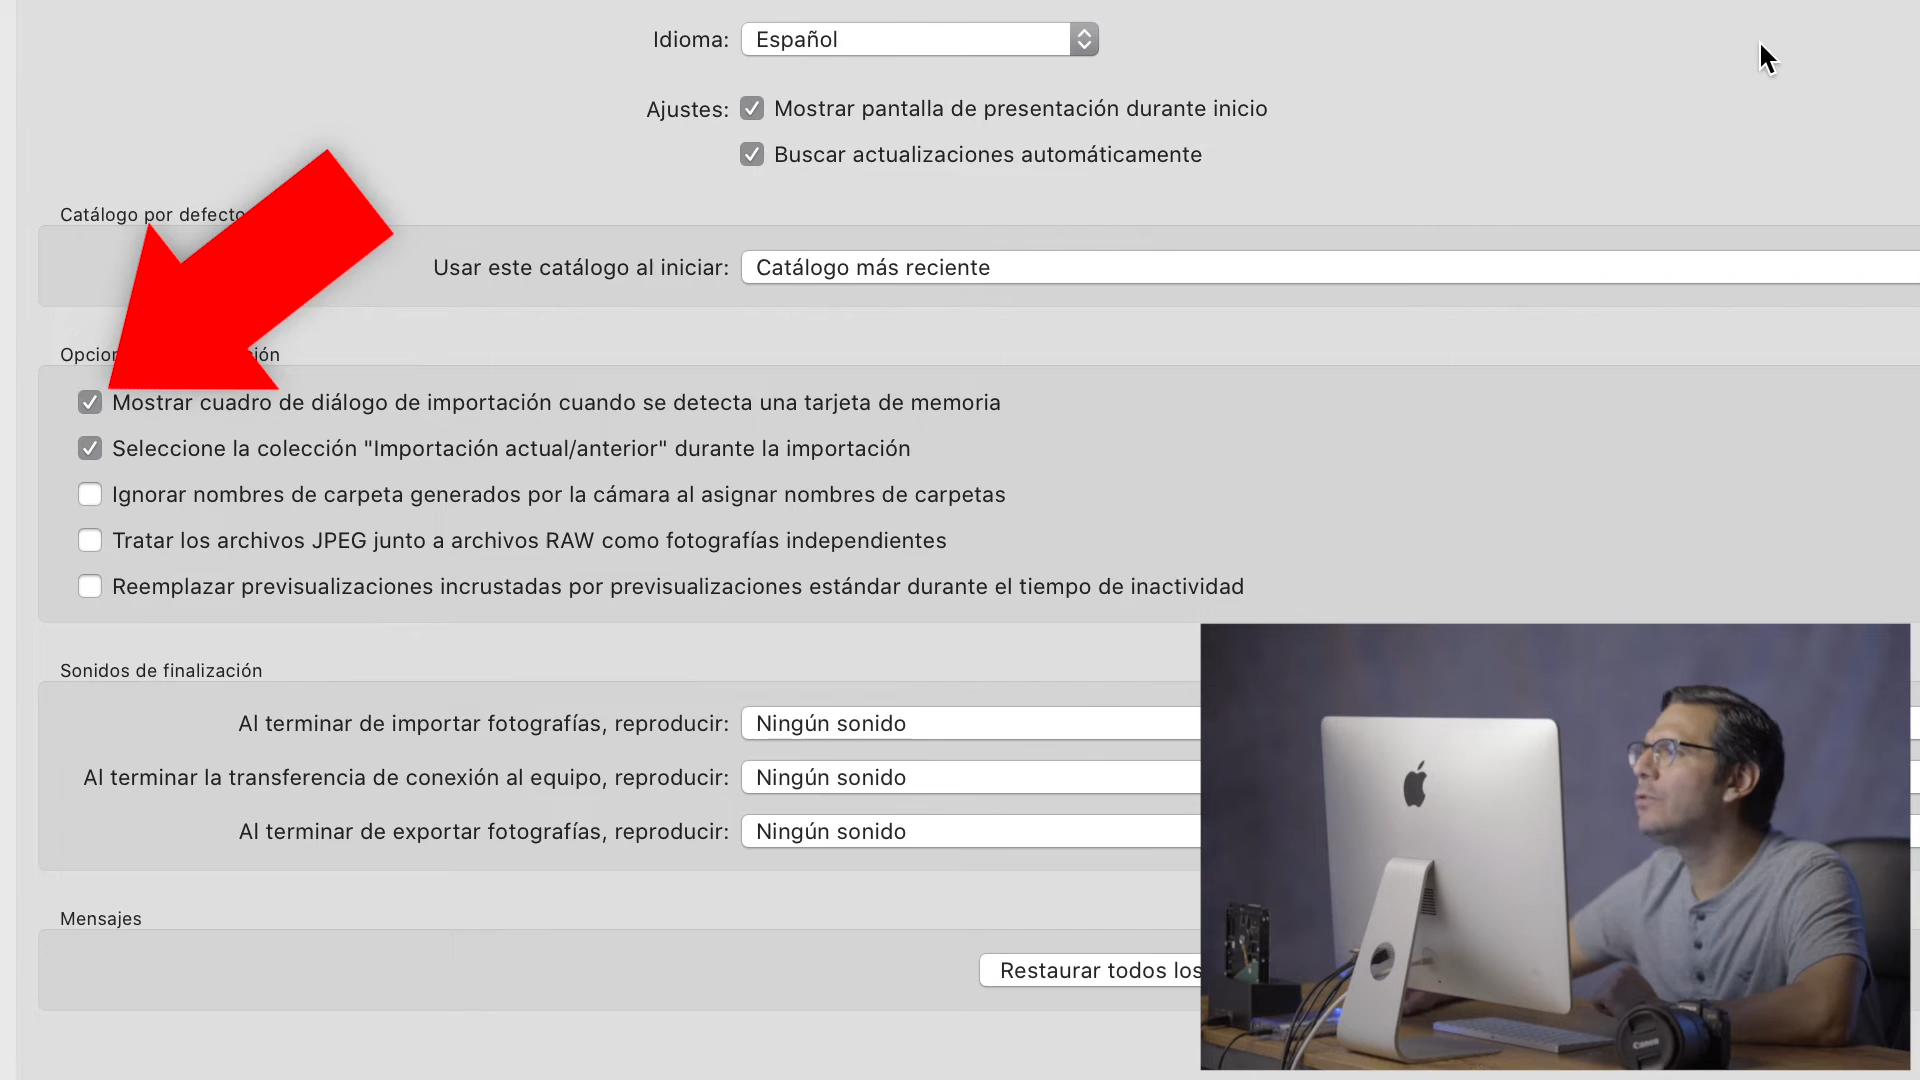 Idioma: Español
Ajustes: Mostrar pantalla de presentación durante inicio
Buscar actualizaciones automáticamente
Catálogo por defecto
Usar este catálogo al iniciar: Catálogo más reciente
Mostrar cuadro de diálogo de importación cuando se detecta una tarjeta de memoria
Seleccione la colección "Importación actual/anterior" durante la importación
Ignorar nombres de carpeta generados por la cámara al asignar nombres de carpetas
Tratar los archivos JPEG junto a archivos RAW como fotografías independientes
Reemplazar previsualizaciones incrustadas por previsualizaciones estándar durante el tiempo de inactividad
Sonidos de finalización
Al terminar de importar fotografías, reproducir: Ningún sonido
Al terminar la transferencia de conexión al equipo, reproducir: Ningún sonido
Al terminar de exportar fotografías, reproducir: Ningún sonido
Mensajes
Restaurar todos los
Canon